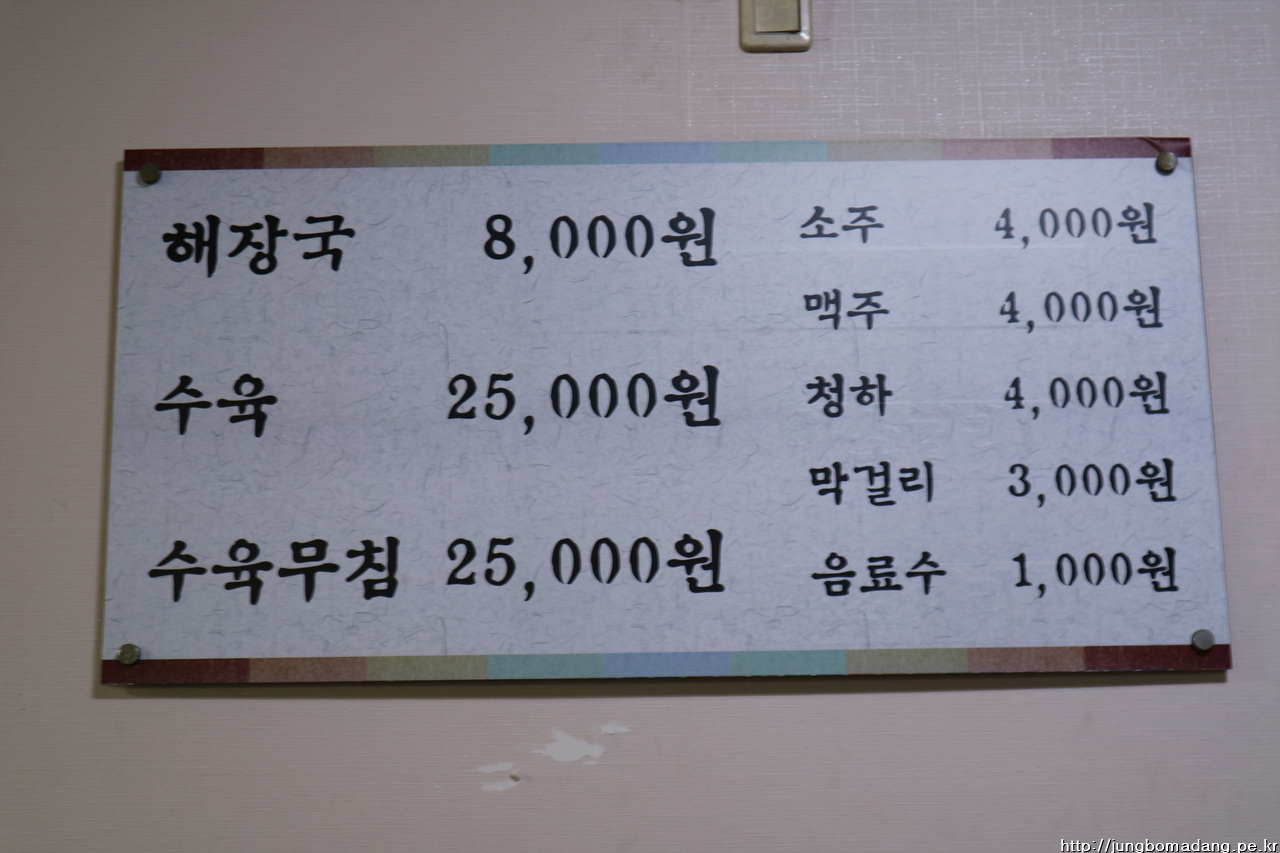 해장국 8,000원
수육 25,000원
수육무침 25,000원
소주 4,000원
맥주 4,000원
청하 4,000원
막걸리 3,000원
음료수 1,000원
http://jungbomadang.pe.kr